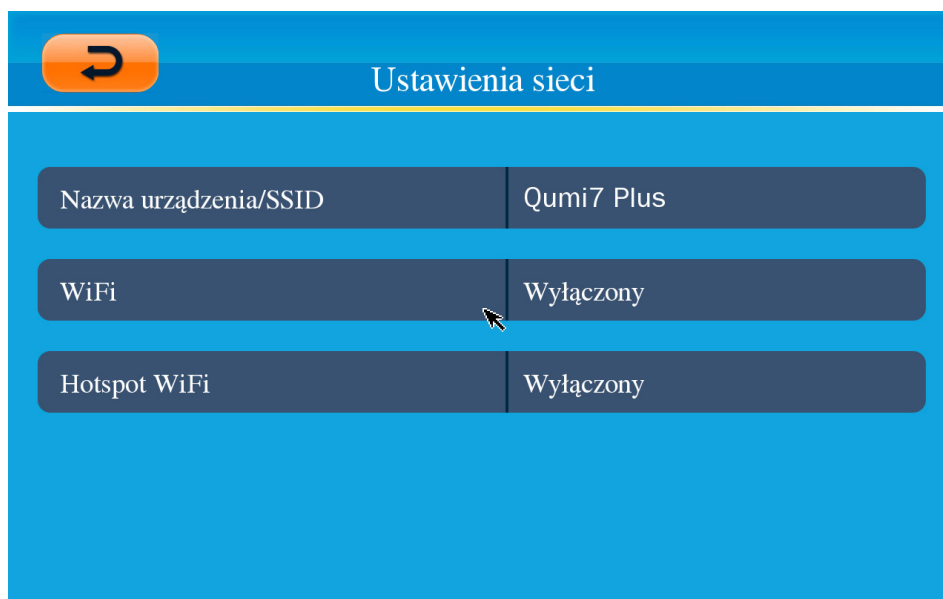 Ustawienia sieci
Nazwa urządzenia/SSID Qumi7 Plus
WiFi Wyłączony
Hotspot WiFi Wyłączony